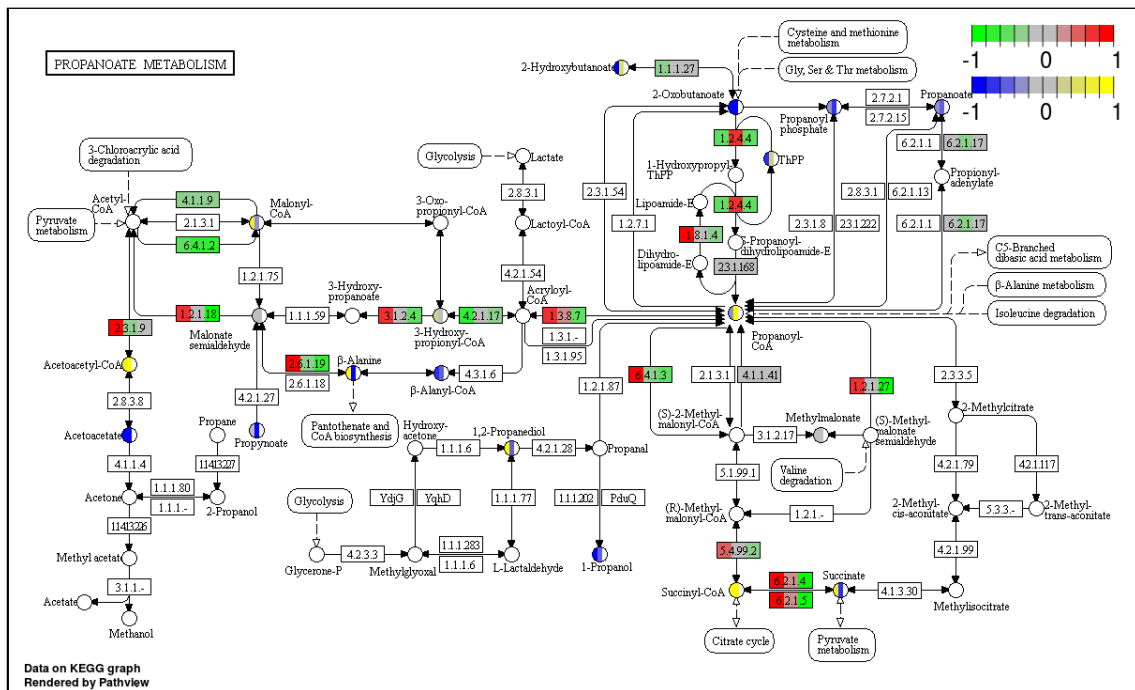 PROPANOATE METABOLISM
-1 0 1
-1 0 1
Cysteine and methionine
metabolism
Gly, Ser & Thr metabolism
2-Hydroxybutanoate
1.1.1.27
2-Oxobutanoate
Propanoyl
phosphate
2.7.2.1
2.7.2.15
Propanoate
3-Chloroacrylic acid
degradation
Glycolysis
Lactate
1.2.4.4
ThPP
1-Hydroxypropyl-
ThPP
6.2.1.1
6.2.1.17
Propionyl-
adenylate
Acetyl-
CoA
4.1.1.9
Malonyl-
CoA
3-Oxo-
propionyl-CoA
2.8.3.1
2.3.1.54
Lipoamide-E
1.2.4.4
2.8.3.1
6.2.1.13
Pyruvate
metabolism
2.1.3.1
Lactoyl-CoA
1.2.7.1
2.3.1.8
2.3.1.222
6.2.1.1
6.2.1.17
6.4.1.2
1.8.1.4
S-Propanoyl-
dihydrolipoamide-E
Dihydro-
lipoamide-E
2.3.1.168
C5-Branched
dibasic acid metabolism
1.2.1.75
4.2.1.54
β-Alanine metabolism
3-Hydroxy-
propanoate
Acryloyl-
CoA
Isoleucine degradation
1.2.1.18
1.1.1.59
3.1.2.4
4.2.1.17
1.3.8.7
Malonate
semialdehyde
3-Hydroxy-
propionyl-CoA
1.3.1.-
1.3.1.95
Propanoyl-
CoA
2.3.1.9
Acetoacetyl-CoA
2.6.1.19
β-Alanine
2.6.1.18
β-Alanyl-CoA
4.3.1.6
1.2.1.87
6.4.1.3
2.1.3.1
4.1.1.41
1.2.1.27
2.3.3.5
2.8.3.8
4.2.1.27
Propane
Propynoate
Pantothenate and
CoA biosynthesis
Hydroxy-
acetone
1,2-Propanediol
(S)-2-Methyl-
malonyl-CoA
Methylmalonate
(S)-Methyl-
malonate
semialdehyde
2-Methylcitrate
Acetoacetate
1.1.1.6
4.2.1.28
Propanal
3.1.2.17
4.1.1.4
1.14.13.227
5.1.99.1
Valine
degradation
4.2.1.79
4.2.1.117
Acetone
1.1.1.80
1.1.1.-
2-Propanol
Glycolysis
YdjG
YqhD
1.1.1.77
1.1.1.202
PduQ
(R)-Methyl-
malonyl-CoA
1.2.1.-
2-Methyl-
cis-aconitate
5.3.3.-
2-Methyl-
trans-aconitate
1.14.13.226
Methyl acetate
4.2.3.3
1.1.1.283
1.1.1.6
5.4.99.2
4.2.1.99
Glycerone-P
Methylglyoxal
L-Lactaldehyde
1-Propanol
3.1.1.-
Acetate
Methanol
Succinyl-CoA
6.2.1.4
6.2.1.5
Succinate
4.1.3.30
Methylisocitrate
Citrate cycle
Pyruvate
metabolism
Data on KEGG graph
Rendered by Pathview